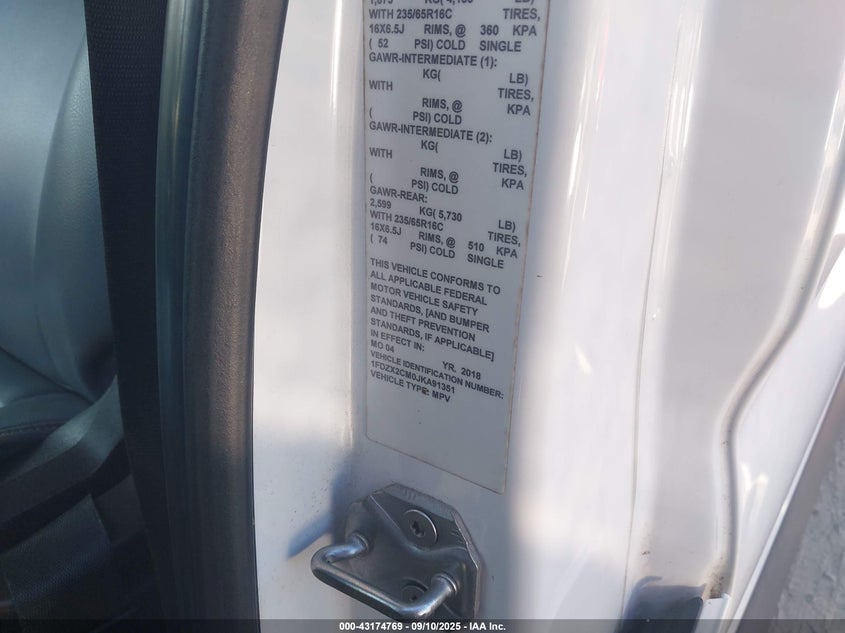 WITH 235/65R16C TIRES,
16X6.5J RIMS, @ 360 KPA
( 52 PSI) COLD SINGLE
GAWR-INTERMEDIATE (1):
KG( LB)
WITH TIRES,
RIMS, @ KPA
( PSI) COLD
GAWR-INTERMEDIATE (2):
KG( LB)
WITH TIRES,
RIMS, @ KPA
( PSI) COLD
GAWR-REAR:
2,599 KG( 5,730 LB)
WITH 235/65R16C TIRES,
16X6.5J RIMS, @ 510 KPA
( 74 PSI) COLD SINGLE
THIS VEHICLE CONFORMS TO
ALL APPLICABLE FEDERAL
MOTOR VEHICLE SAFETY
STANDARDS, [AND BUMPER
AND THEFT PREVENTION
STANDARDS, IF APPLICABLE]
IN EFFECT IN:
MO 04 YR. 2018
VEHICLE IDENTIFICATION NUMBER:
1FDZX2CM0JKA91351
VEHICLE TYPE: MPV
000-43174769 - 09/10/2025 - IAA Inc.